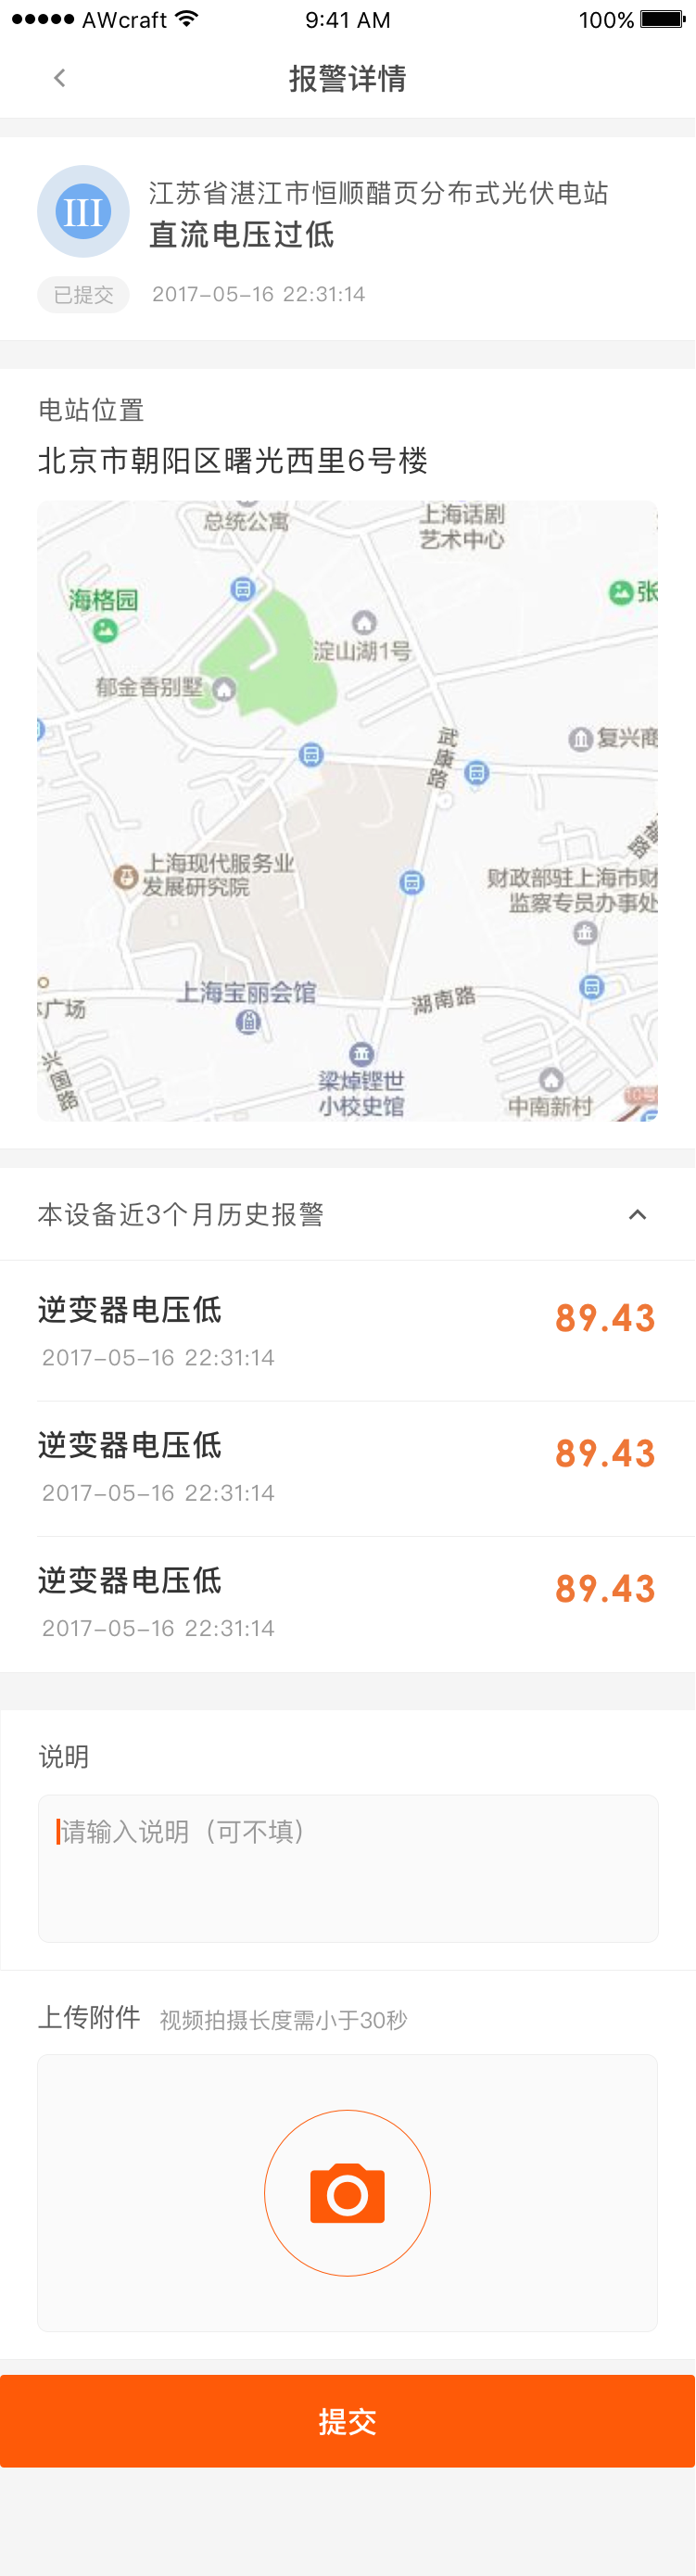 AWcraft 9:41 AM 100%
报警详情
III
江苏省湛江市恒顺醋页分布式光伏电站
直流电压过低
已提交 2017-05-16 22:31:14
电站位置
北京市朝阳区曙光西里6号楼
总统公寓
上海话剧
艺术中心
海格园
张
淀山湖1号
郁金香别墅
武康路
复兴商
上海现代服务业
发展研究院
财政部驻上海市财
监察专员办事处
上海宝丽会馆
湖南路
广场
兴国路
梁焯铿世
小校史馆
中南新村
10号
本设备近3个月历史报警
逆变器电压低 89.43
2017-05-16 22:31:14
逆变器电压低 89.43
2017-05-16 22:31:14
逆变器电压低 89.43
2017-05-16 22:31:14
说明
请输入说明（可不填）
上传附件 视频拍摄长度需小于30秒
提交